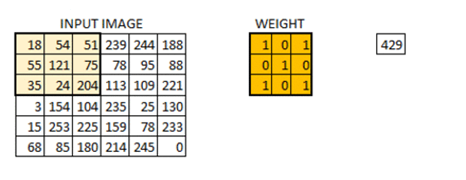 INPUT IMAGE WEIGHT
18 54 51 239 244 188 1 0 1 429
55 121 75 78 95 88 0 1 0
35 24 204 113 109 221 1 0 1
3 154 104 235 25 130
15 253 225 159 78 233
68 85 180 214 245 0